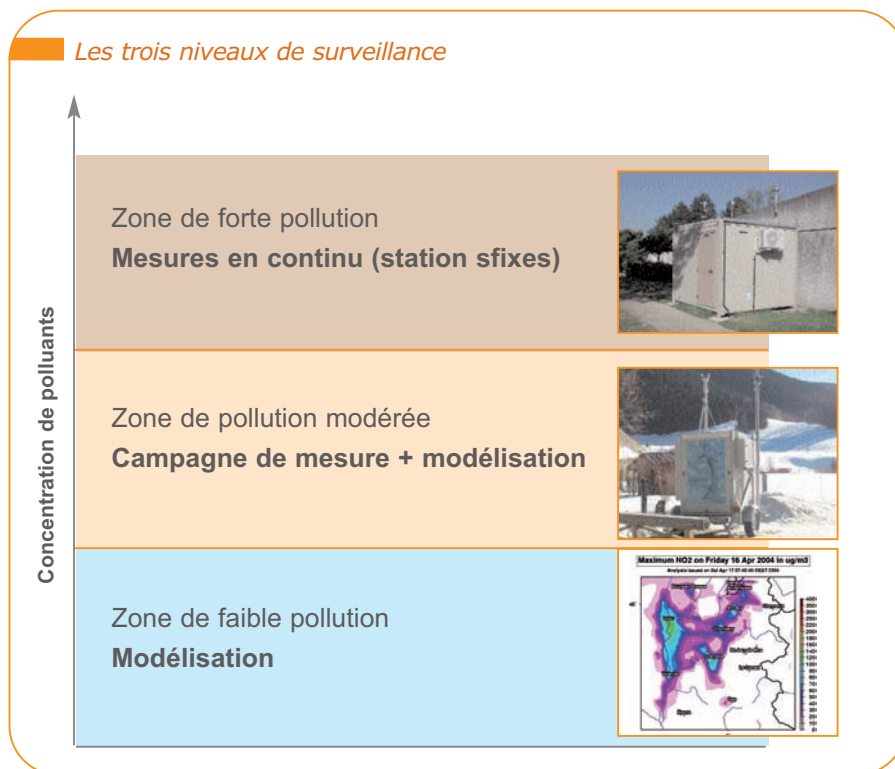 Les trois niveaux de surveillance
Concentration de polluants
Zone de forte pollution
Mesures en continu (station sfixes)
Zone de pollution modérée
Campagne de mesure + modélisation
Zone de faible pollution
Modélisation
Maximum NO2 on Friday 16 Apr 2004 in ug/m3